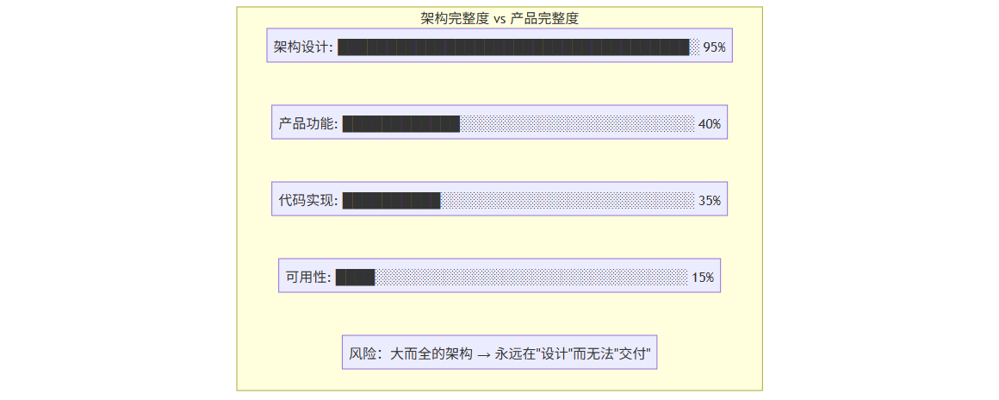 架构完整度 vs 产品完整度
架构设计: ████████████████████████████████████░ 95%
产品功能: ████████████░░░░░░░░░░░░░░░░░░░░░░░░ 40%
代码实现: ██████████░░░░░░░░░░░░░░░░░░░░░░░░░░ 35%
可用性: ████░░░░░░░░░░░░░░░░░░░░░░░░░░░░░░░░ 15%
风险：大而全的架构 → 永远在"设计"而无法"交付"